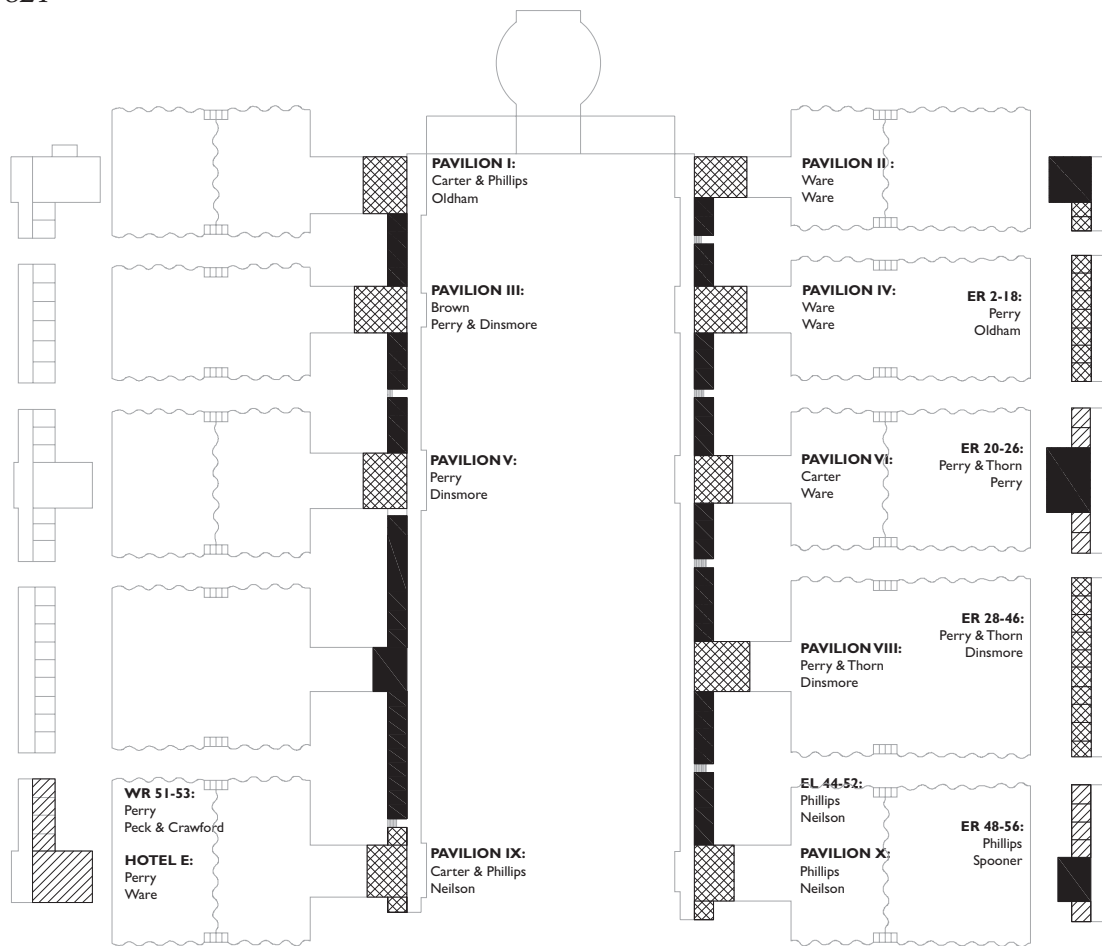 PAVILION I:
Carter & Phillips
Oldham
PAVILION II:
Ware
Ware
PAVILION III:
Brown
Perry & Dinsmore
PAVILION IV:
Ware
Ware
ER 2-18:
Perry
Oldham
PAVILION V:
Perry
Dinsmore
PAVILION VI:
Carter
Ware
ER 20-26:
Perry & Thorn
Perry
PAVILION VIII:
Perry & Thorn
Dinsmore
ER 28-46:
Perry & Thorn
Dinsmore
WR 51-53:
Perry
Peck & Crawford
HOTEL E:
Perry
Ware
PAVILION IX:
Carter & Phillips
Neilson
EL 44-52:
Phillips
Neilson
PAVILION X:
Phillips
Neilson
ER 48-56:
Phillips
Spooner